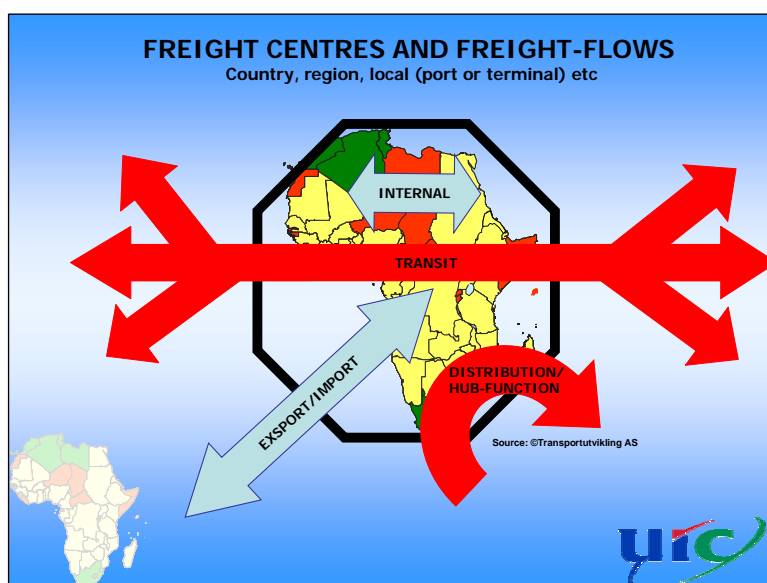 FREIGHT CENTRES AND FREIGHT-FLOWS
Country, region, local (port or terminal) etc
INTERNAL
TRANSIT
EXSPORT/IMPORT
DISTRIBUTION/
HUB-FUNCTION
Source: ©Transportutvikling AS
uic